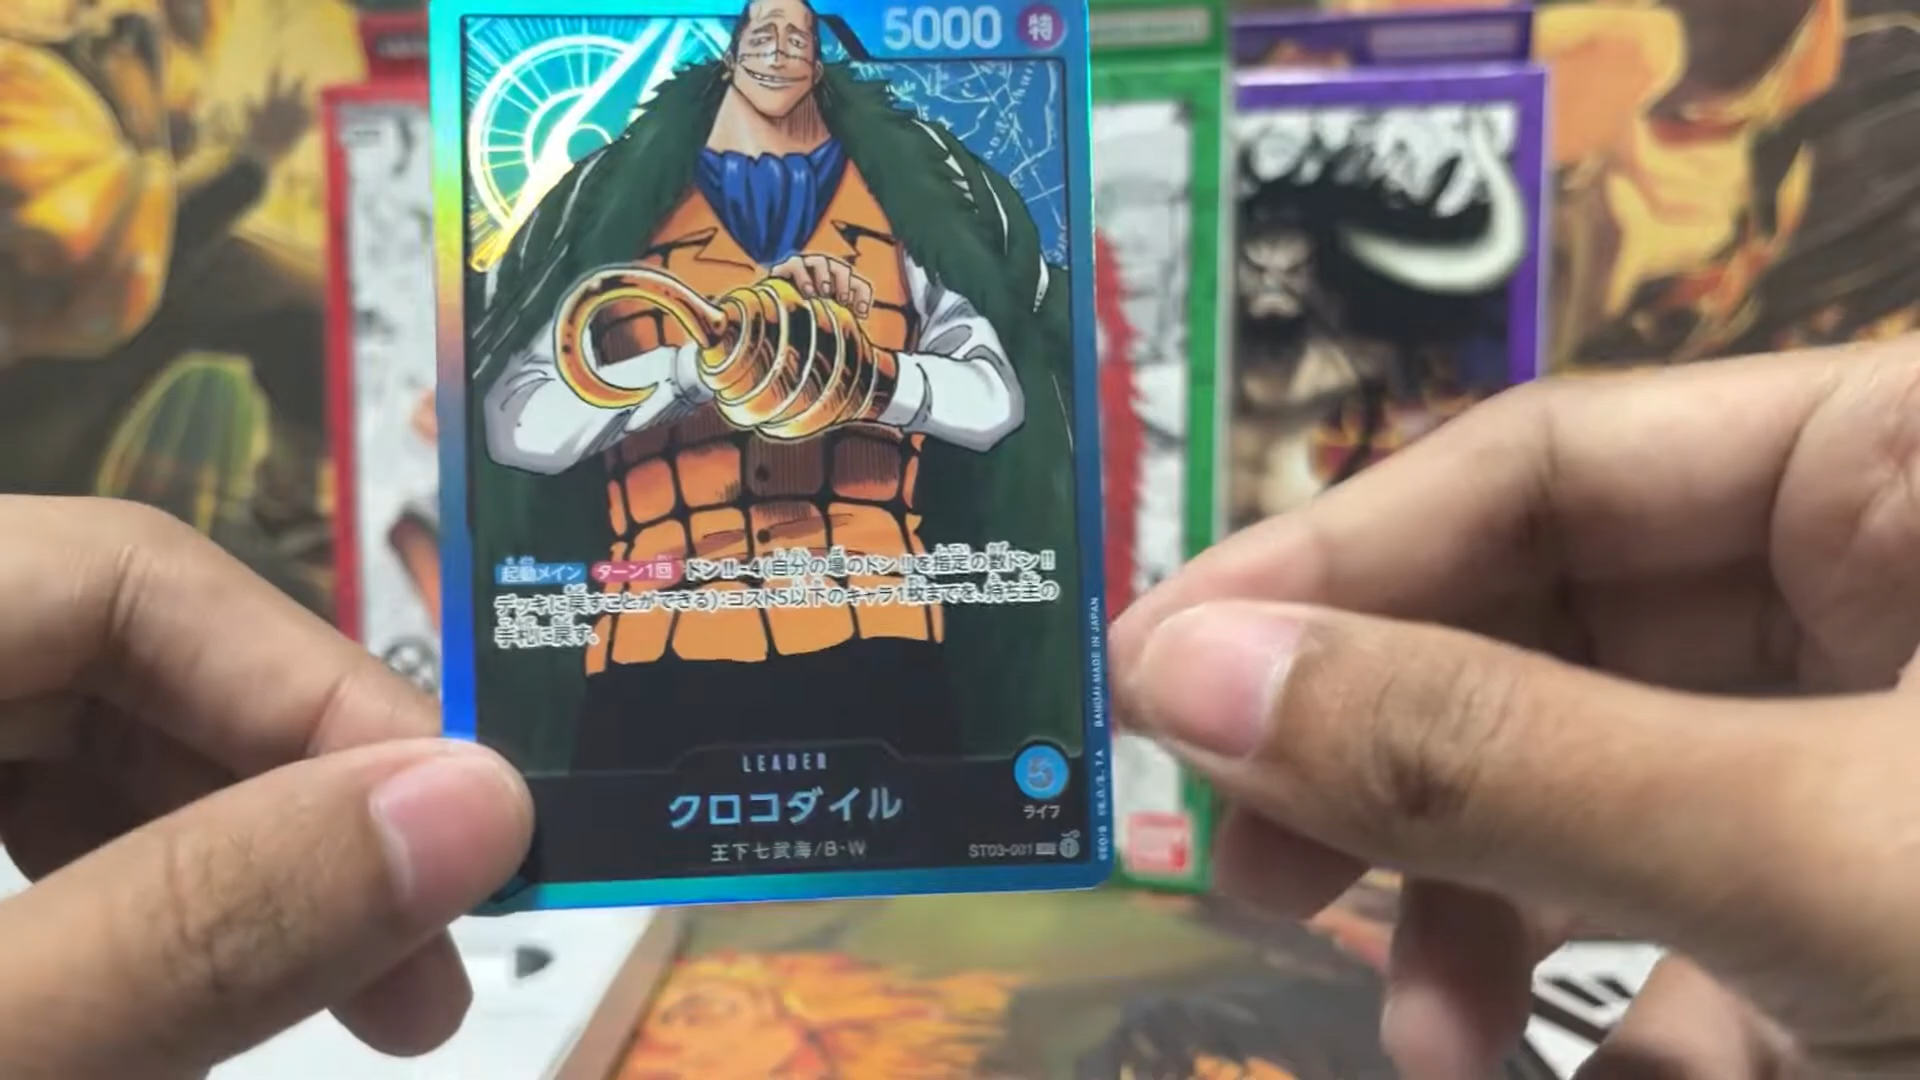 5000 特
起動メイン ターン1回 ドン!!-4(自分の場のドン!!を指定の数ドン!!
デッキに戻すことができる):コスト5以下のキャラ1枚までを、持ち主の
手札に戻す。
LEADER
クロコダイル
5
ライフ
王下七武海/B・W
ST03-001
BANDAI MADE IN JAPAN